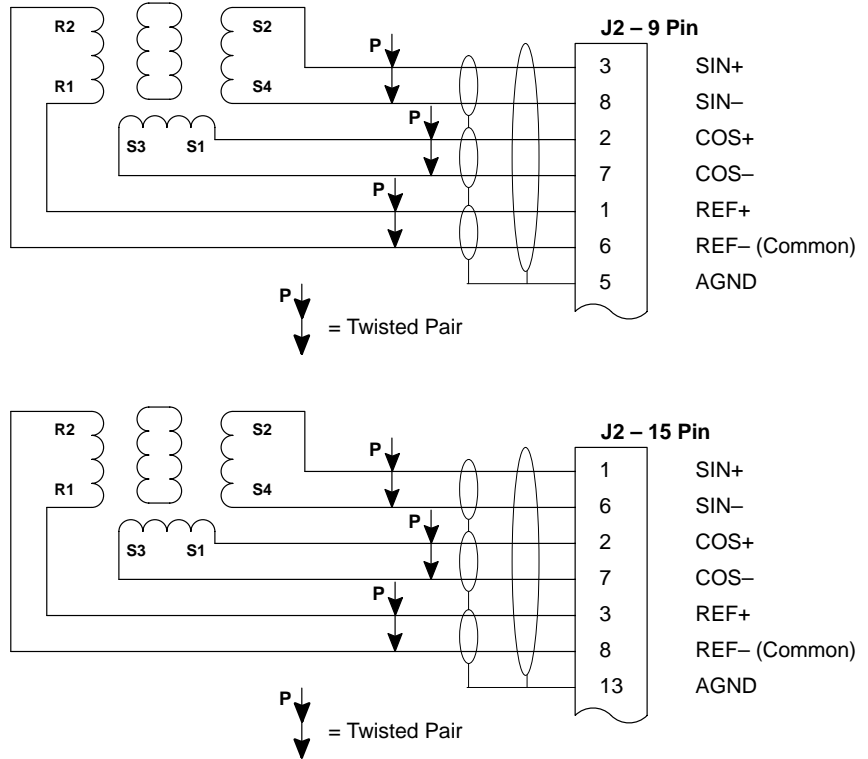 R2
S2
P
J2 – 9 Pin
3 SIN+
R1
S4
8 SIN–
P
2 COS+
S3 S1
7 COS–
P
1 REF+
6 REF– (Common)
5 AGND
P
= Twisted Pair
R2
S2
P
J2 – 15 Pin
1 SIN+
R1
S4
6 SIN–
P
2 COS+
S3 S1
7 COS–
P
3 REF+
8 REF– (Common)
13 AGND
P
= Twisted Pair